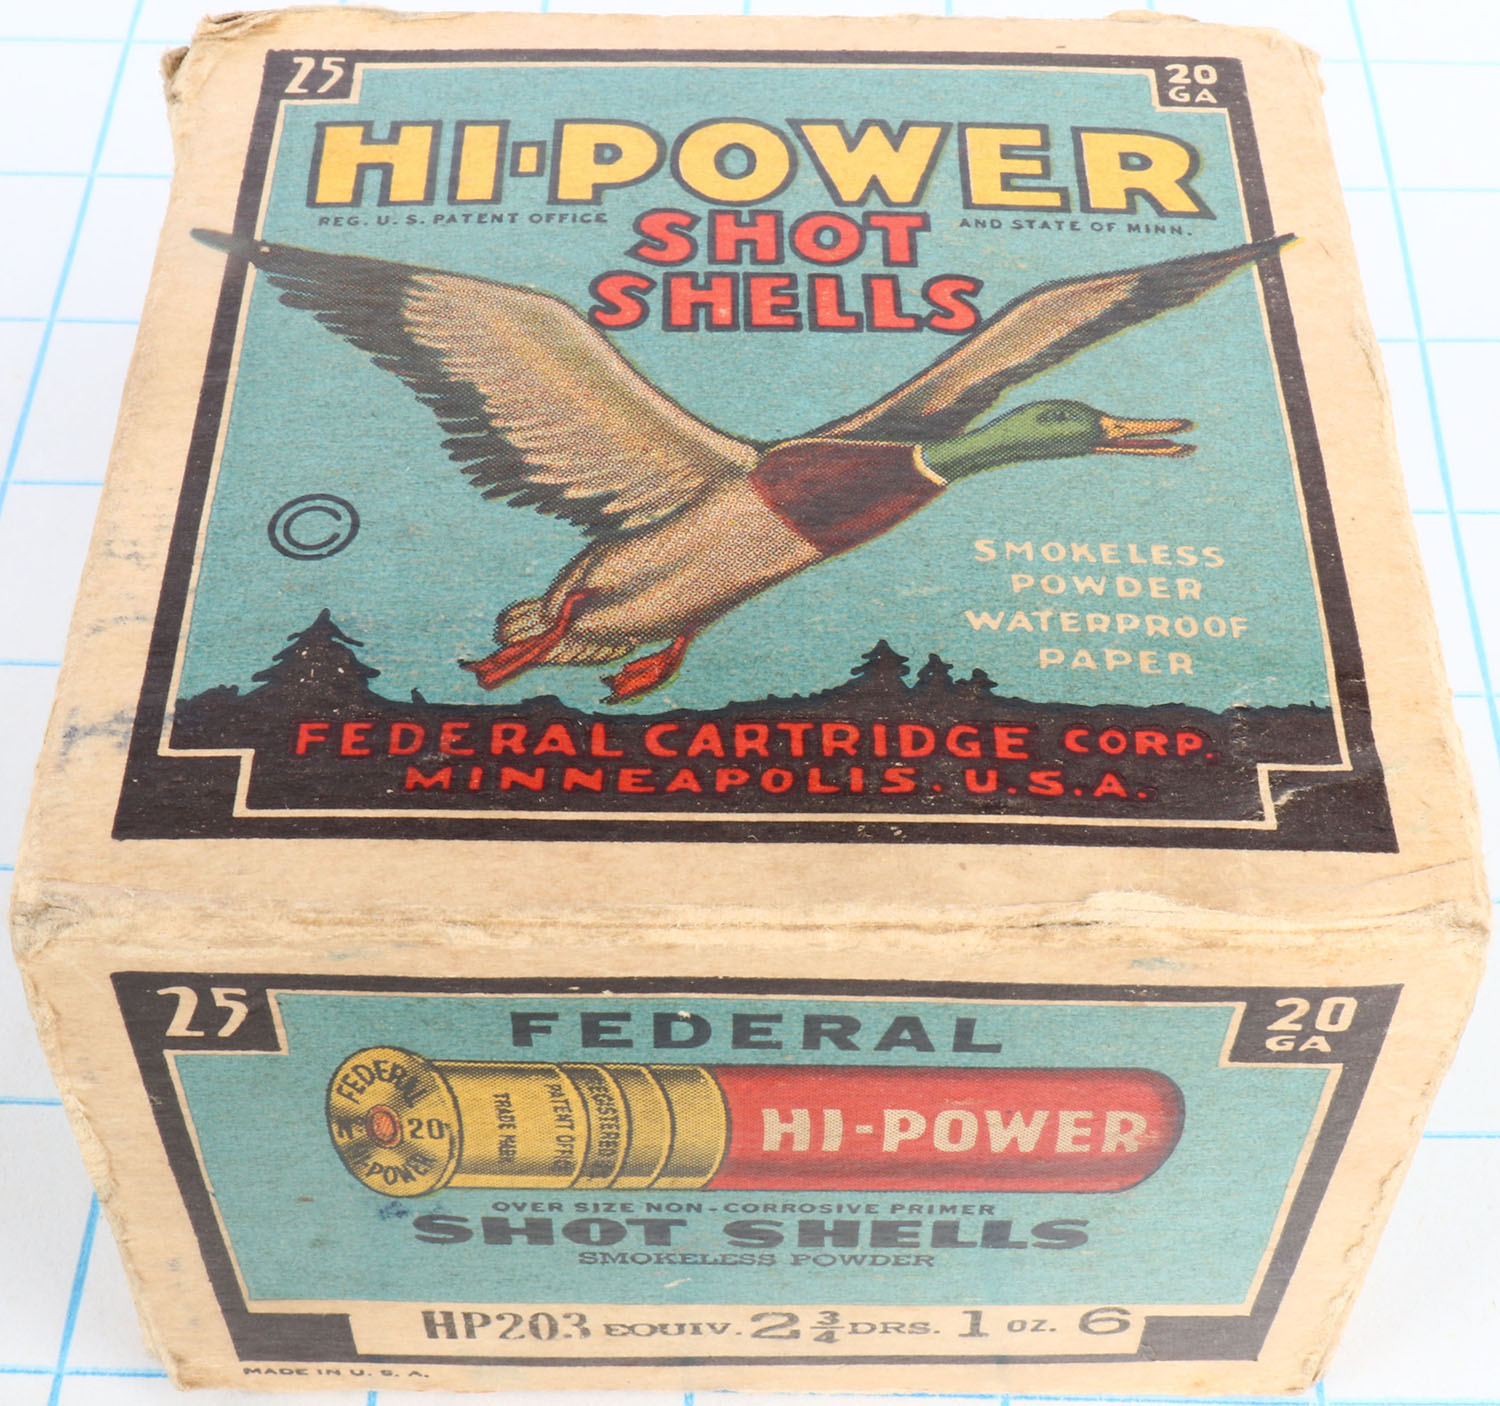 25
20
GA
HI-POWER
REG. U. S. PATENT OFFICE
AND STATE OF MINN.
SHOT
SHELLS
©
SMOKELESS
POWDER
WATERPROOF
PAPER
FEDERAL CARTRIDGE CORP.
MINNEAPOLIS. U.S.A.
25
20
GA
FEDERAL
FEDERAL
20
HI-POWER
TRADE MARK
PATENT OFFICE
REGISTERED
HI-POWER
OVER SIZE NON-CORROSIVE PRIMER
SHOT SHELLS
SMOKELESS POWDER
HP203 EQUIV. 2 3/4 DRS. 1 OZ. 6
MADE IN U. S. A.